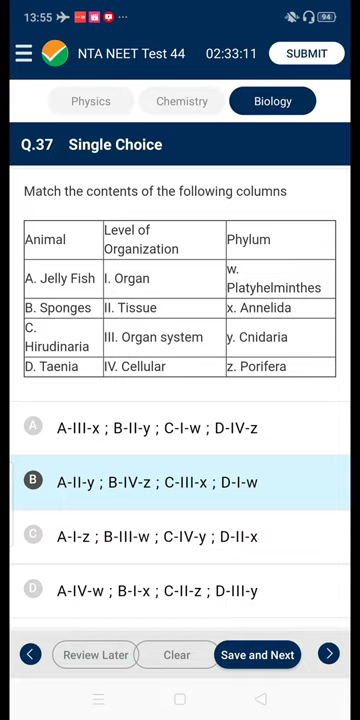 13:55 94
NTA NEET Test 44 02:33:11 SUBMIT
Physics Chemistry Biology
Q.37 Single Choice
Match the contents of the following columns
Animal Level of Organization Phylum
A. Jelly Fish I. Organ w. Platyhelminthes
B. Sponges II. Tissue x. Annelida
C. Hirudinaria III. Organ system y. Cnidaria
D. Taenia IV. Cellular z. Porifera
A A-III-x ; B-II-y ; C-I-w ; D-IV-z
B A-II-y ; B-IV-z ; C-III-x ; D-I-w
C A-I-z ; B-III-w ; C-IV-y ; D-II-x
D A-IV-w ; B-I-x ; C-II-z ; D-III-y
Review Later Clear Save and Next